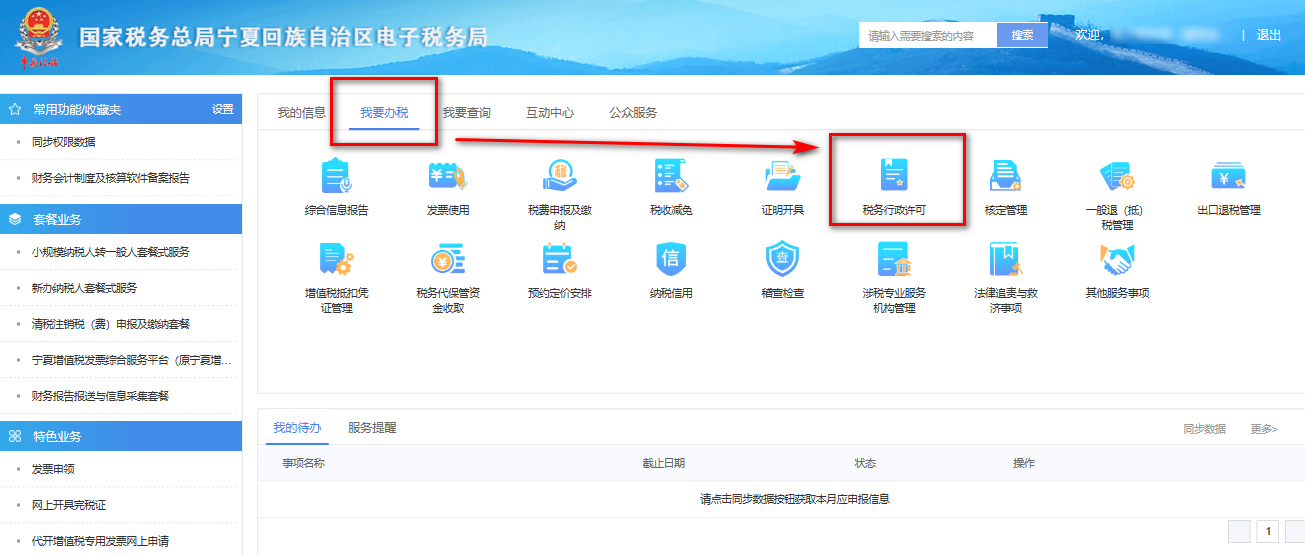 国家税务总局宁夏回族自治区电子税务局
请输入需要搜索的内容
搜索
欢迎,
|
退出
中国税务
常用功能/收藏夹
设置
同步权限数据
财务会计制度及核算软件备案报告
套餐业务
小规模纳税人转一般人套餐式服务
新办纳税人套餐式服务
清税注销税（费）申报及缴纳套餐
宁夏增值税发票综合服务平台（原宁夏增...
财务报告报送与信息采集套餐
特色业务
发票申领
网上开具完税证
代开增值税专用发票网上申请
我的信息
我要办税
我要查询
互动中心
公众服务
综合信息报告
发票使用
税费申报及缴
纳
税收减免
证明开具
税务行政许可
核定管理
一般退（抵）
税管理
出口退税管理
增值税抵扣凭
证管理
税务代保管资
金收取
预约定价安排
信
纳税信用
查
稽查检查
涉税专业服务
机构管理
法律追责与救
济事项
其他服务事项
我的待办
服务提醒
同步数据
更多>
事项名称
截止日期
状态
操作
请点击同步数据按钮获取本月应申报信息
1